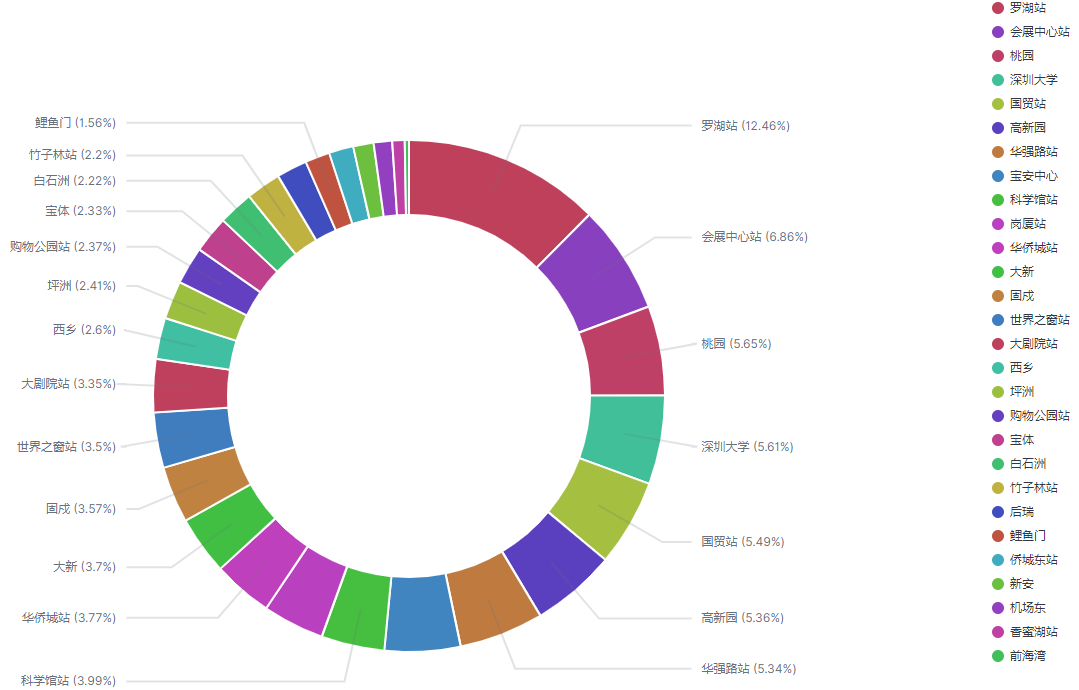 鲤鱼门 (1.56%)
竹子林站 (2.2%)
白石洲 (2.22%)
宝体 (2.33%)
购物公园站 (2.37%)
坪洲 (2.41%)
西乡 (2.6%)
大剧院站 (3.35%)
世界之窗站 (3.5%)
固戍 (3.57%)
大新 (3.7%)
华侨城站 (3.77%)
科学馆站 (3.99%)
罗湖站 (12.46%)
会展中心站 (6.86%)
桃园 (5.65%)
深圳大学 (5.61%)
国贸站 (5.49%)
高新园 (5.36%)
华强路站 (5.34%)
罗湖站
会展中心站
桃园
深圳大学
国贸站
高新园
华强路站
宝安中心
科学馆站
岗厦站
华侨城站
大新
固戍
世界之窗站
大剧院站
西乡
坪洲
购物公园站
宝体
白石洲
竹子林站
后瑞
鲤鱼门
侨城东站
新安
机场东
香蜜湖站
前海湾